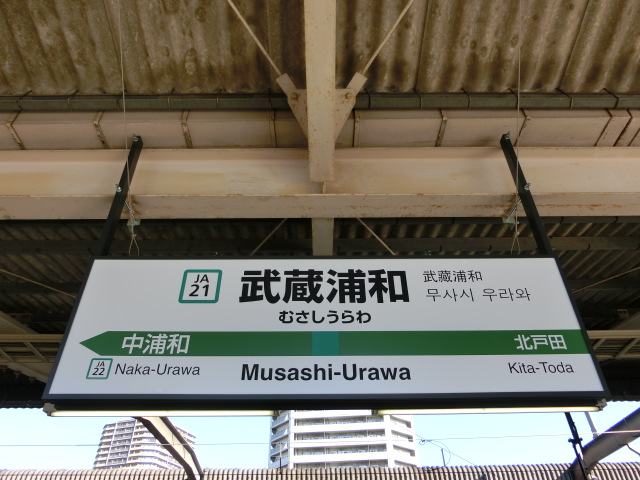 JA
21
武蔵浦和
武蔵浦和
무사시 우라와
むさしうらわ
中浦和
北戸田
JA
22
Naka-Urawa
Musashi-Urawa
Kita-Toda